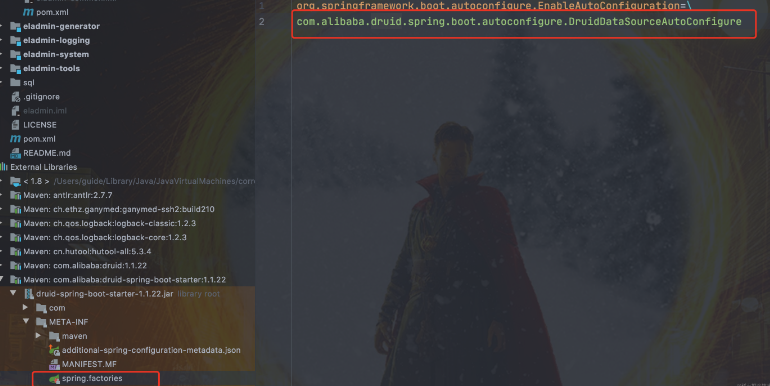 pom.xml
eladmin-generator
eladmin-logging
eladmin-system
eladmin-tools
sql
.gitignore
eladmin.iml
LICENSE
pom.xml
README.md
External Libraries
< 1.8 > /Users/guide/Library/Java/JavaVirtualMachines/corr
Maven: antlr:antlr:2.7.7
Maven: ch.ethz.ganymed:ganymed-ssh2:build210
Maven: ch.qos.logback:logback-classic:1.2.3
Maven: ch.qos.logback:logback-core:1.2.3
Maven: cn.hutool:hutool-all:5.3.4
Maven: com.alibaba:druid:1.1.22
Maven: com.alibaba:druid-spring-boot-starter:1.1.22
druid-spring-boot-starter-1.1.22.jar library root
com
META-INF
maven
additional-spring-configuration-metadata.json
MANIFEST.MF
spring.factories
1 org.springframework.boot.autoconfigure.EnableAutoConfiguration=\
2 com.alibaba.druid.spring.boot.autoconfigure.DruidDataSourceAutoConfigure